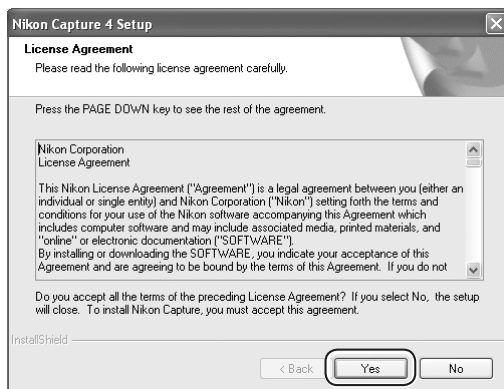 Nikon Capture 4 Setup
License Agreement
Please read the following license agreement carefully.
Press the PAGE DOWN key to see the rest of the agreement.
Nikon Corporation
License Agreement
This Nikon License Agreement ("Agreement") is a legal agreement between you (either an
individual or single entity) and Nikon Corporation ("Nikon") setting forth the terms and
conditions for your use of the Nikon software accompanying this Agreement which
includes computer software and may include associated media, printed materials, and
"online" or electronic documentation ("SOFTWARE").
By installing or downloading the SOFTWARE, you indicate your acceptance of this
Agreement and are agreeing to be bound by the terms of this Agreement.  If you do not
Do you accept all the terms of the preceding License Agreement?  If you select No,  the setup
will close.  To install Nikon Capture, you must accept this agreement.
InstallShield
< Back Yes No